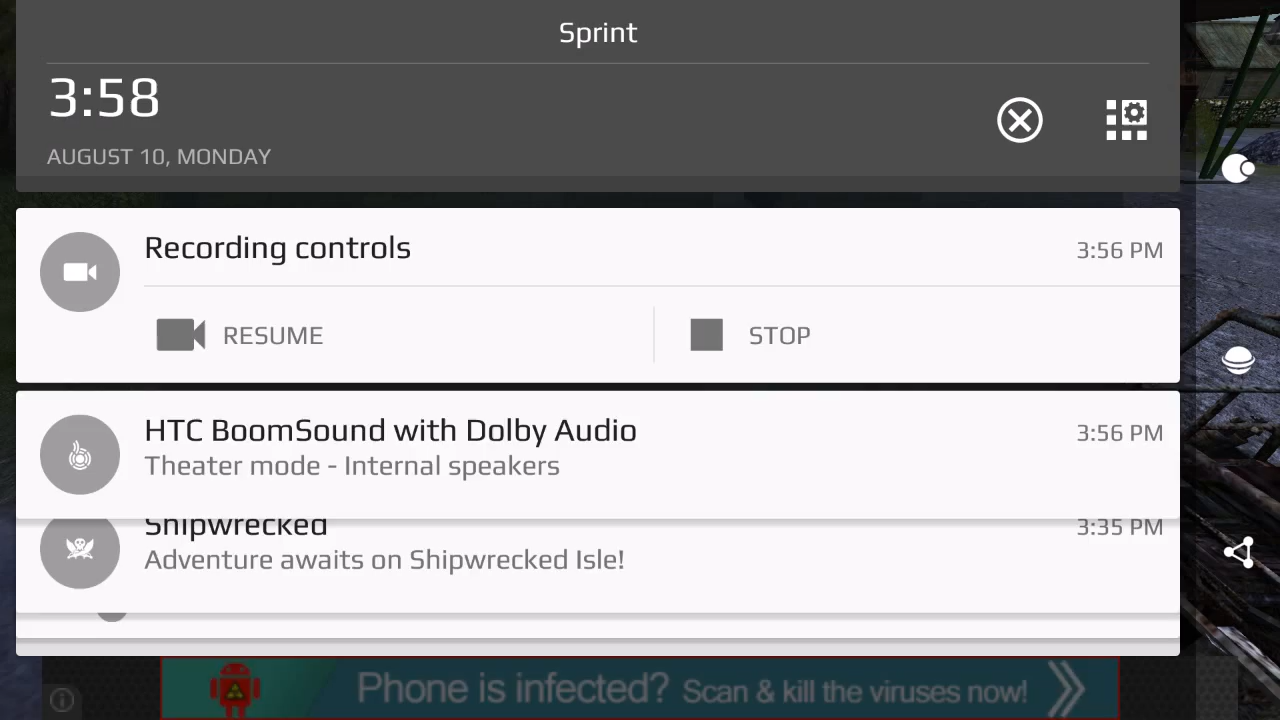 Sprint
3:58
AUGUST 10, MONDAY
Recording controls
3:56 PM
RESUME
STOP
HTC BoomSound with Dolby Audio
3:56 PM
Theater mode - Internal speakers
Shipwrecked
3:35 PM
Adventure awaits on Shipwrecked Isle!
Phone is infected? Scan & kill the viruses now!